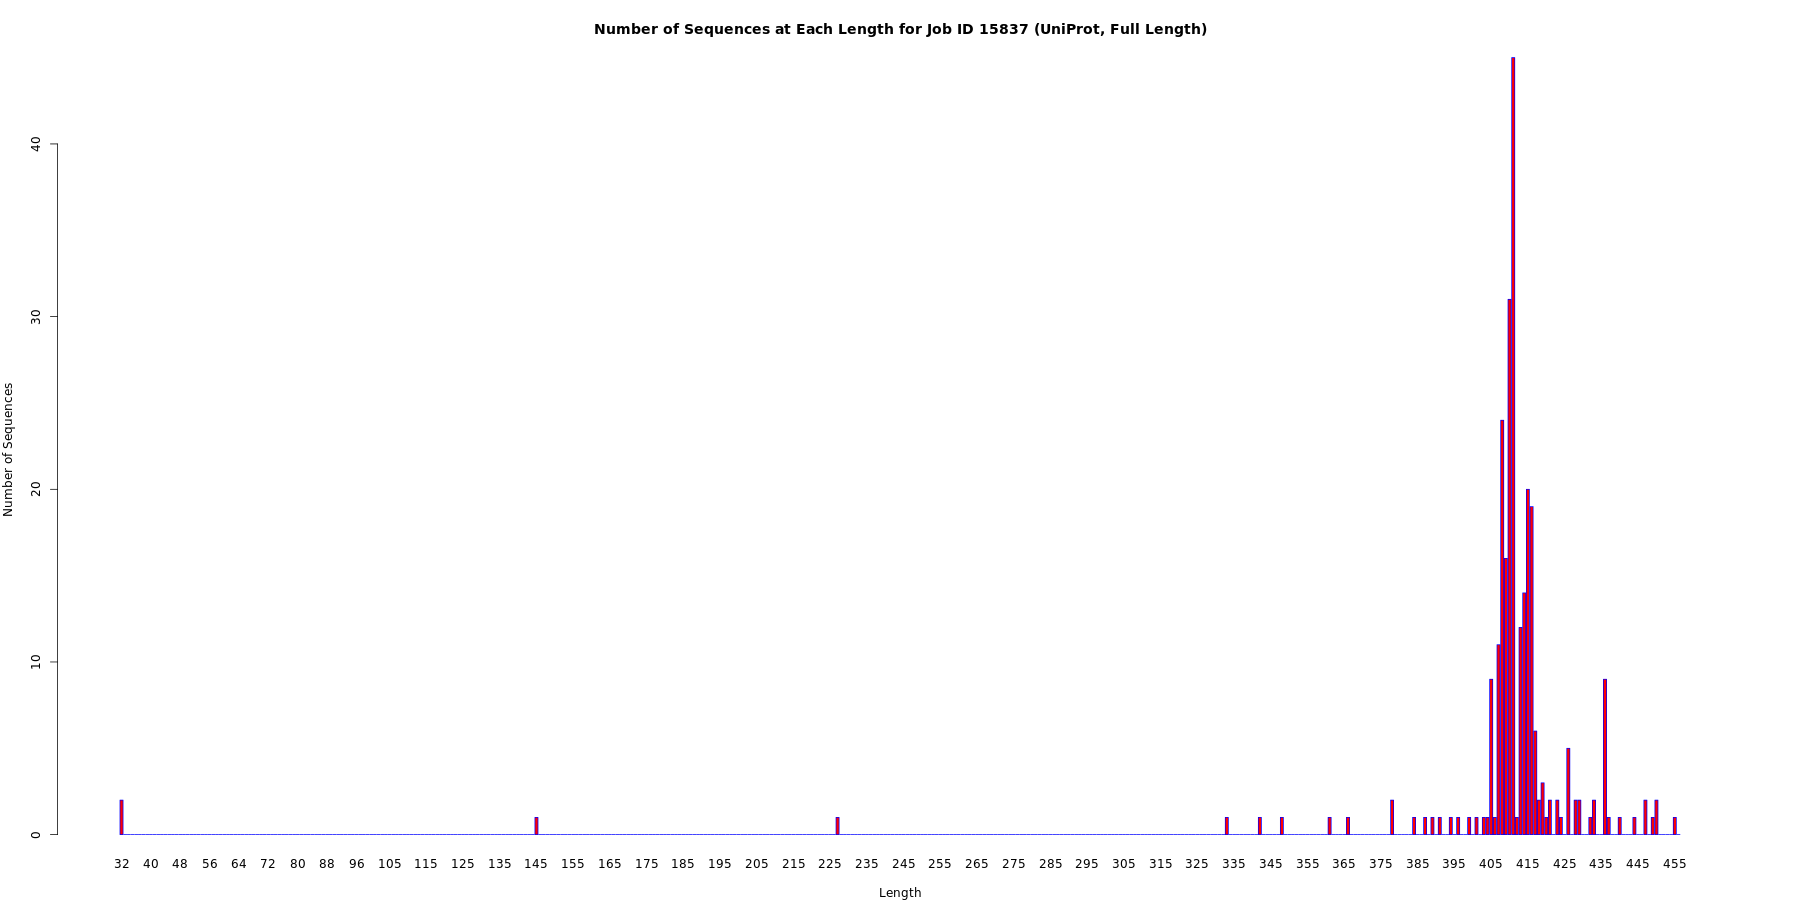 Number of Sequences at Each Length for Job ID 15837 (UniProt, Full Length)
40
30
20
10
0
Number of Sequences
32 40 48 56 64 72 80 88 96 105 115 125 135 145 155 165 175 185 195 205 215 225 235 245 255 265 275 285 295 305 315 325 335 345 355 365 375 385 395 405 415 425 435 445 455
Length